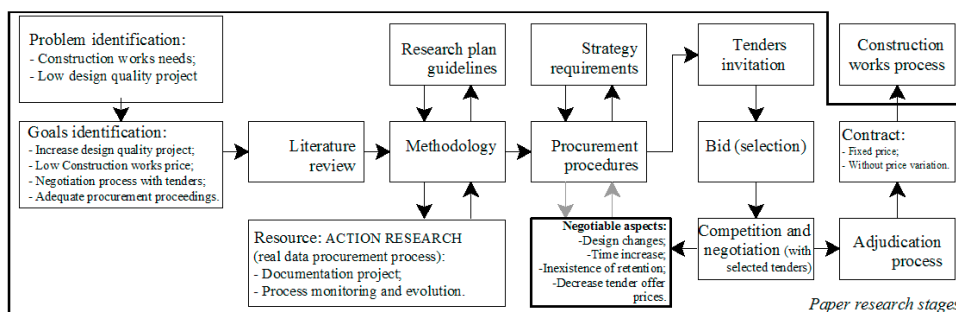 Problem identification:
- Construction works needs;
- Low design quality project
Research plan
guidelines
Strategy
requirements
Tenders
invitation
Construction
works process
Goals identification:
- Increase design quality project;
- Low Construction works price;
- Negotiation process with tenders;
- Adequate procurement proceedings.
Literature
review
Methodology
Procurement
procedures
Bid (selection)
Contract:
- Fixed price;
- Without price variation.
Resource: ACTION RESEARCH
(real data procurement process):
- Documentation project;
- Process monitoring and evolution.
Negotiable aspects:
-Design changes;
-Time increase;
-Inexistence of retention;
-Decrease tender offer
prices.
Competition and
negotiation (with
selected tenders)
Adjudication
process
Paper research stages